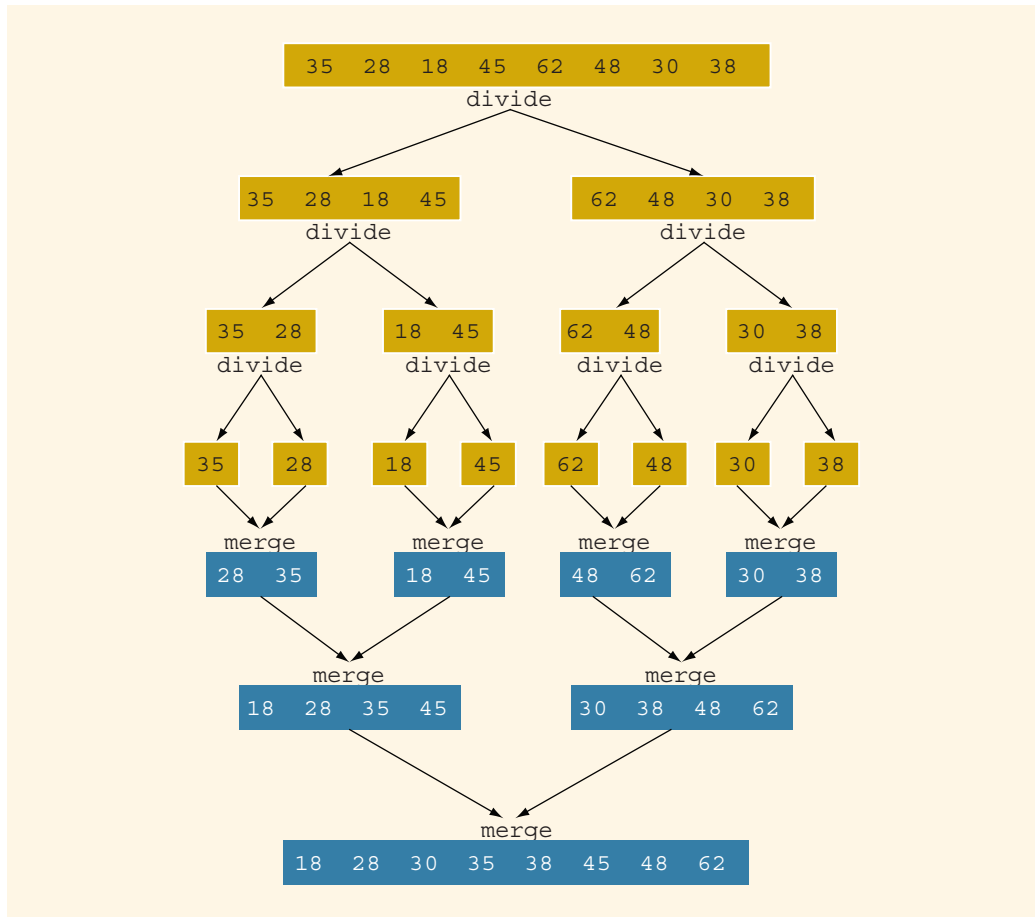 35 28 18 45 62 48 30 38
divide
35 28 18 45
62 48 30 38
divide
divide
35 28
18 45
62 48
30 38
divide
divide
divide
divide
35
28
18
45
62
48
30
38
merge
merge
merge
merge
28 35
18 45
48 62
30 38
merge
merge
18 28 35 45
30 38 48 62
merge
18 28 30 35 38 45 48 62